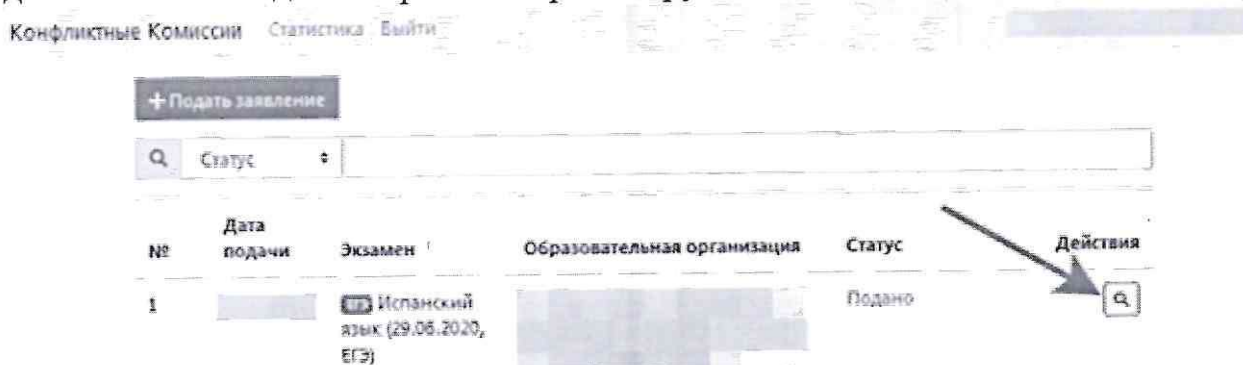 Конфликтные Комиссии Статистика Выйти
+ Подать заявление
Статус
№ Дата подачи Экзамен Образовательная организация Статус Действия
1 Испанский Подано
язык (29.06.2020,
ЕГЭ)